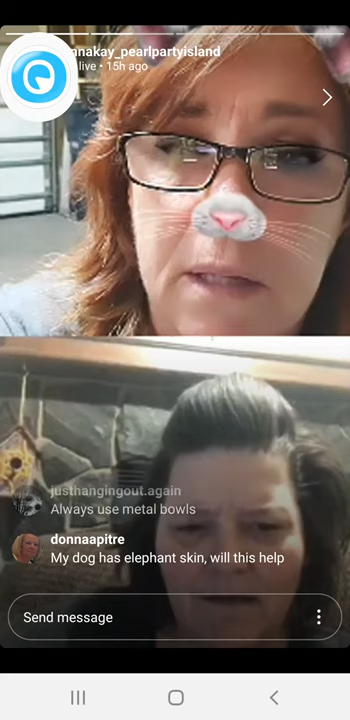 nnakay_pearlpartyisland
live • 15h ago
justhangingout.again
Always use metal bowls
donnaapitre
My dog has elephant skin, will this help
Send message